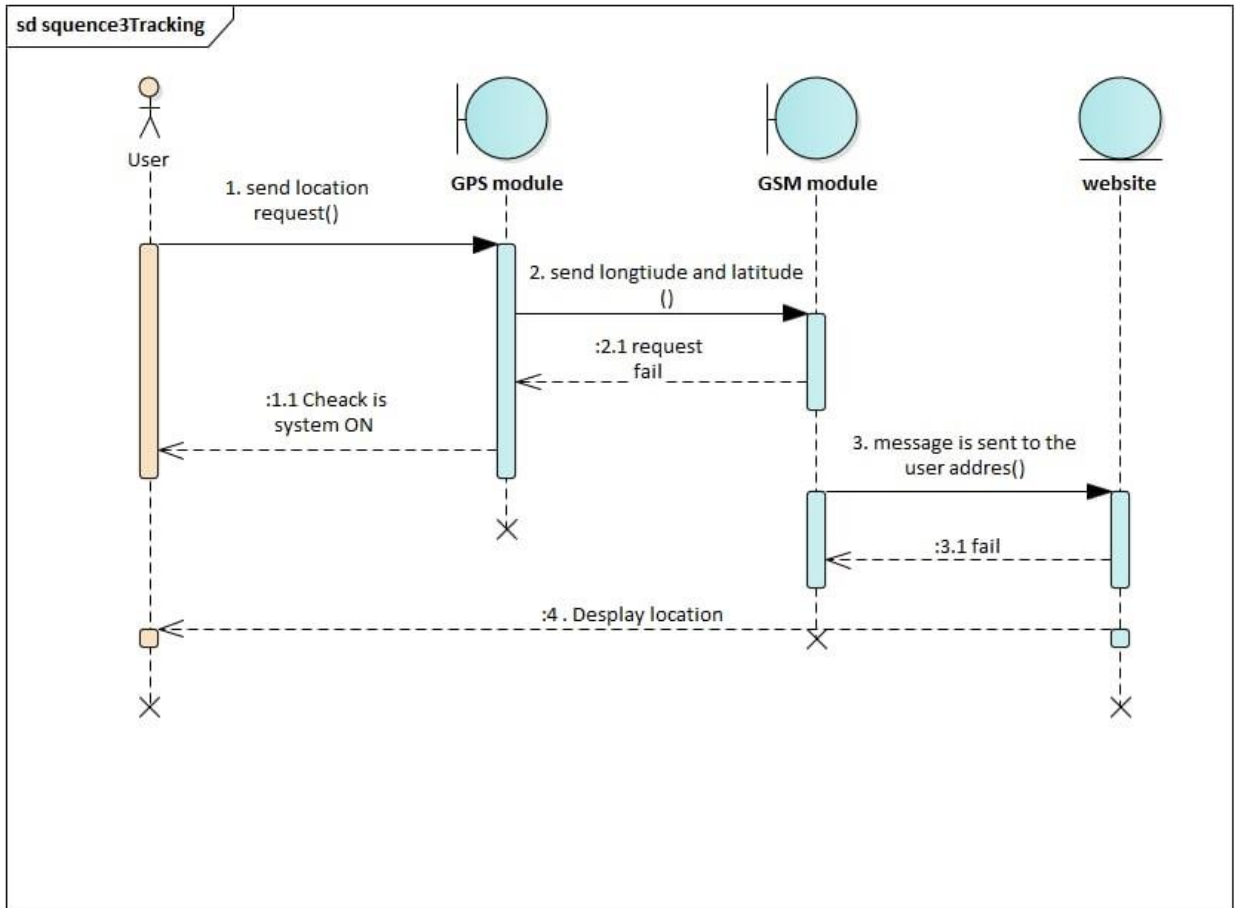 sd squence3Tracking
User
GPS module
GSM module
website
1. send location
request()
2. send longtiude and latitude
()
:2.1 request
fail
:1.1 Cheack is
system ON
3. message is sent to the
user addres()
:3.1 fail
:4 . Desplay location